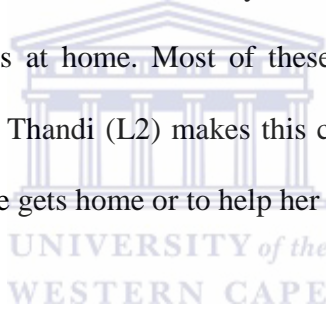 s at home. Most of these
Thandi (L2) makes this c
e gets home or to help her
UNIVERSITY of the
WESTERN CAPE